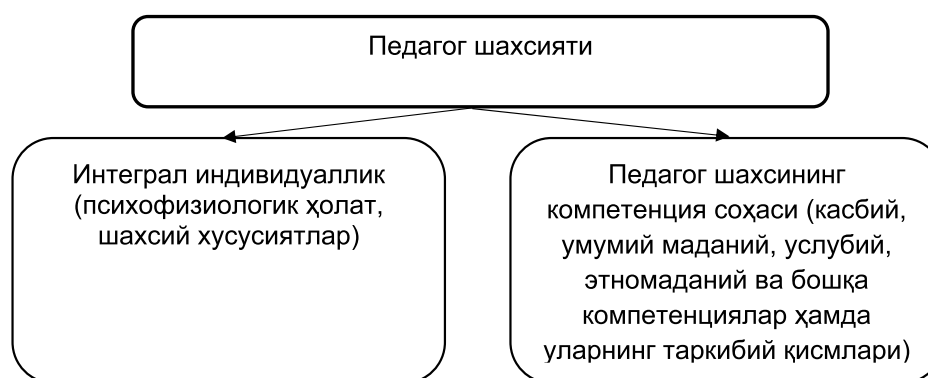 Педагог шахсияти
Интеграл индивидуаллик
(психофизиологик ҳолат,
шахсий хусусиятлар)
Педагог шахсининг
компетенция соҳаси (касбий,
умумий маданий, услубий,
этномаданий ва бошқа
компетенциялар ҳамда
уларнинг таркибий қисмлари)